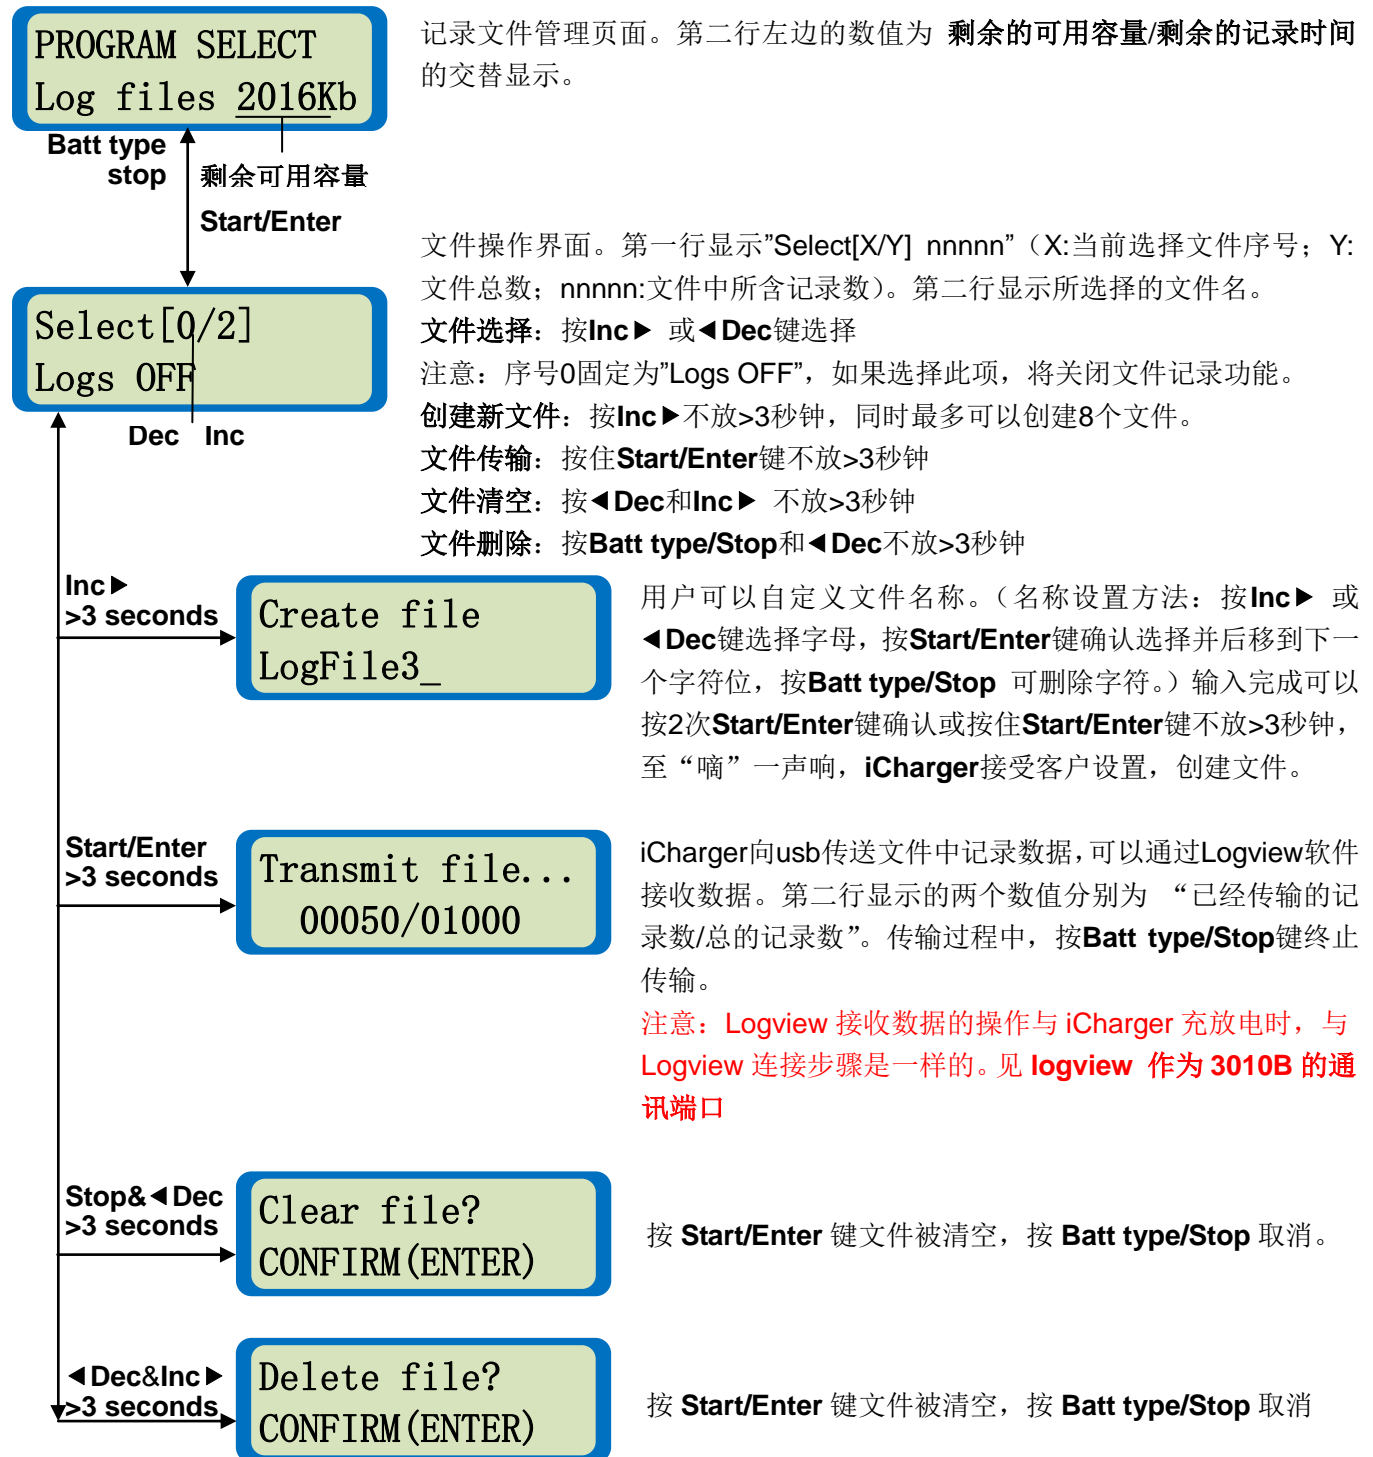 PROGRAM SELECT
Log files 2016Kb
记录文件管理页面。第二行左边的数值为 剩余的可用容量/剩余的记录时间
的交替显示。
Batt type
stop
剩余可用容量
Start/Enter
文件操作界面。第一行显示”Select[X/Y] nnnnn”（X:当前选择文件序号；Y:
文件总数；nnnnn:文件中所含记录数）。第二行显示所选择的文件名。
Select[0/2]
Logs OFF
文件选择：按Inc▶ 或◀Dec键选择
注意：序号0固定为”Logs OFF”，如果选择此项，将关闭文件记录功能。
Dec Inc
创建新文件：按Inc▶不放>3秒钟，同时最多可以创建8个文件。
文件传输：按住Start/Enter键不放>3秒钟
文件清空：按◀Dec和Inc▶ 不放>3秒钟
文件删除：按Batt type/Stop和◀Dec不放>3秒钟
Inc▶
>3 seconds
Create file
LogFile3_
用户可以自定义文件名称。（名称设置方法：按Inc▶ 或
◀Dec键选择字母，按Start/Enter键确认选择并后移到下一
个字符位，按Batt type/Stop 可删除字符。）输入完成可以
按2次Start/Enter键确认或按住Start/Enter键不放>3秒钟，
至“嘀”一声响，iCharger接受客户设置，创建文件。
Start/Enter
>3 seconds
Transmit file...
00050/01000
iCharger向usb传送文件中记录数据，可以通过Logview软件
接收数据。第二行显示的两个数值分别为 “已经传输的记
录数/总的记录数”。传输过程中，按Batt type/Stop键终止
传输。
注意：Logview 接收数据的操作与 iCharger 充放电时，与
Logview 连接步骤是一样的。见 logview 作为 3010B 的通
讯端口
Stop&◀Dec
>3 seconds
Clear file?
CONFIRM(ENTER)
按 Start/Enter 键文件被清空，按 Batt type/Stop 取消。
◀Dec&Inc▶
>3 seconds
Delete file?
CONFIRM(ENTER)
按 Start/Enter 键文件被清空，按 Batt type/Stop 取消